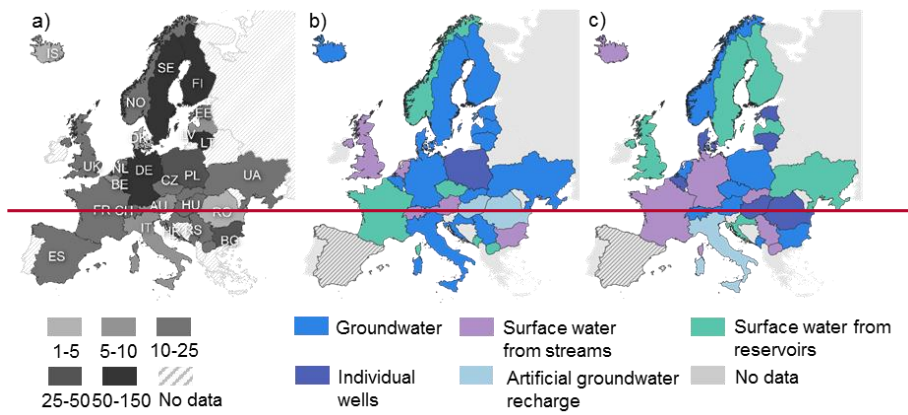 a)
b)
c)
IS
SE
FI
NO
EE
LT
UK
NL
DE
BE
PL
UA
CZ
AU
HU
RO
FR
CH
IT
RS
BG
ES
1-5
5-10
10-25
25-50
50-150
No data
Groundwater
Surface water
from streams
Surface water from
reservoirs
Individual
wells
Artificial groundwater
recharge
No data